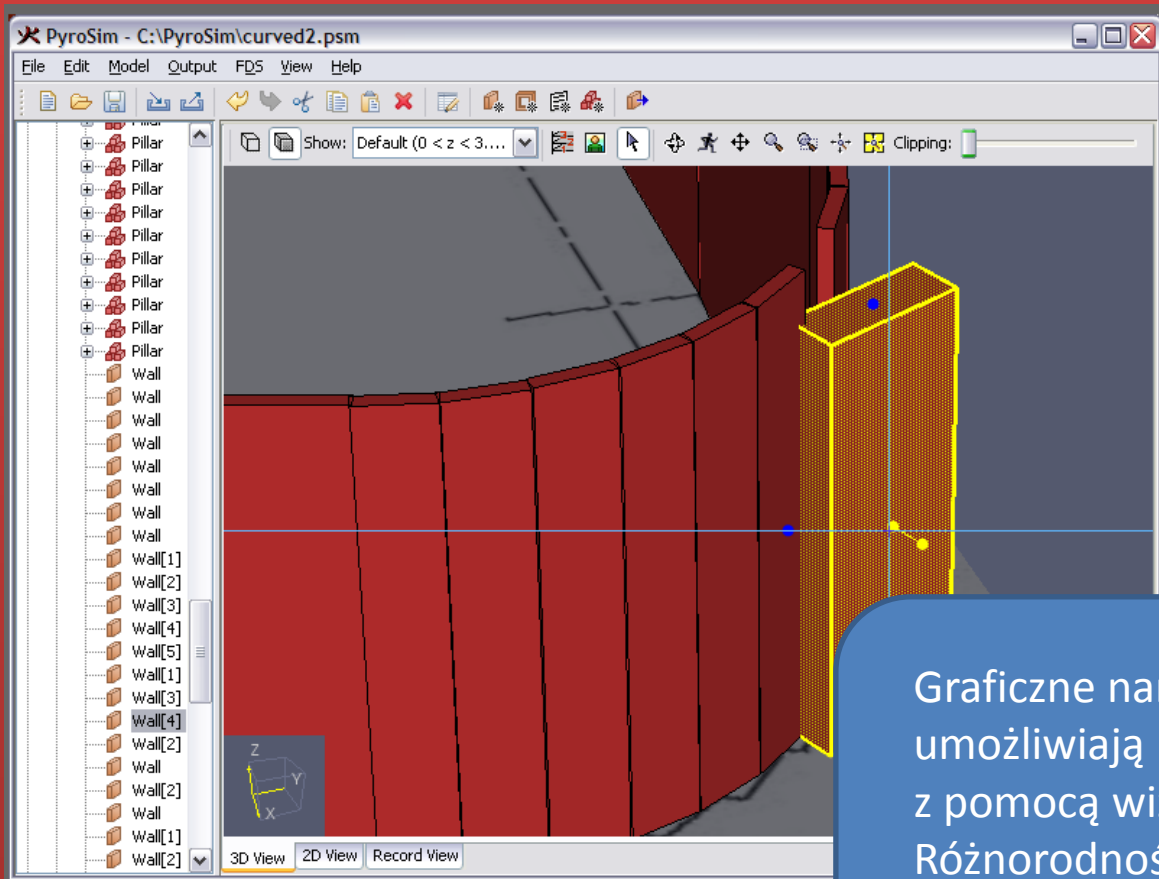 PyroSim - C:\PyroSim\curved2.psm
File Edit Model Output FDS View Help
Show: Default (0 < z < 3.... Clipping:
Pillar
Pillar
Pillar
Pillar
Pillar
Pillar
Pillar
Pillar
Pillar
Pillar
Wall
Wall
Wall
Wall
Wall
Wall
Wall
Wall
Wall[1]
Wall[2]
Wall[3]
Wall[4]
Wall[5]
Wall[1]
Wall[3]
Wall[4]
Wall[2]
Wall
Wall[2]
Wall
Wall[1]
Wall[2]
Z
Y
X
3D View 2D View Record View
Graficzne
umożliwiają
z pomocą